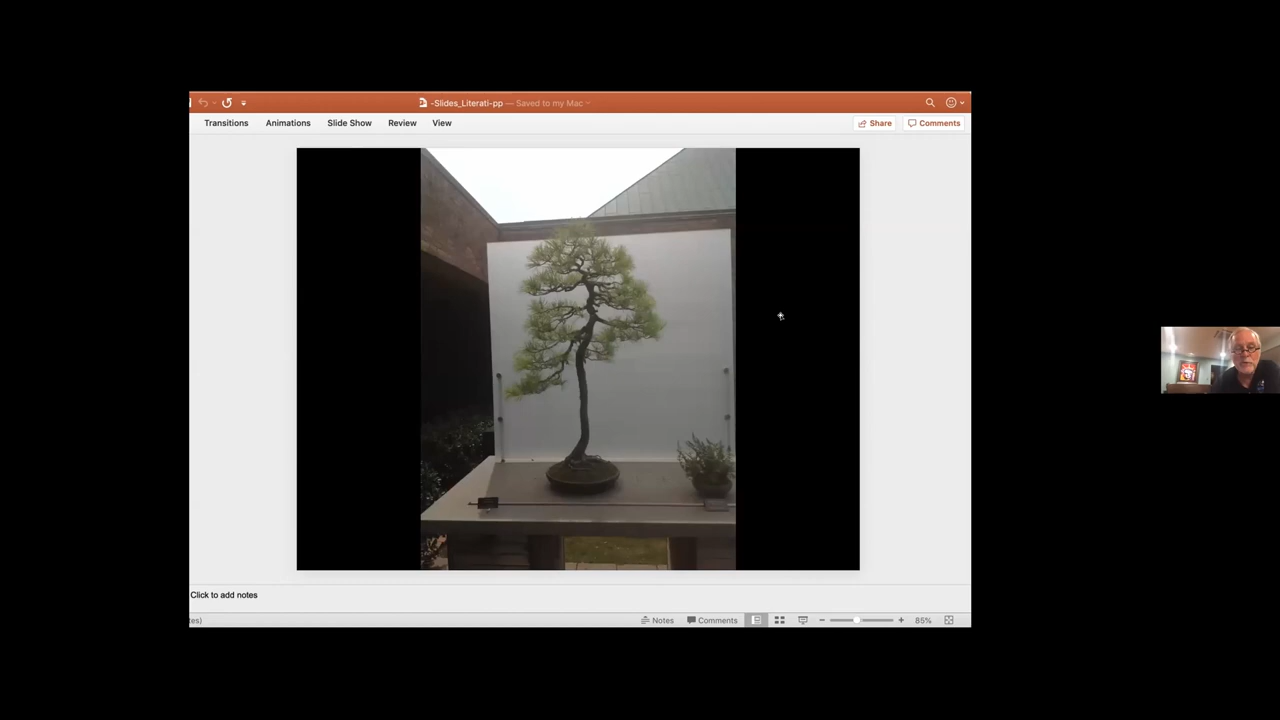 -Slides_Literati-pp — Saved to my Mac
Transitions Animations Slide Show Review View Share Comments
Click to add notes
tes) Notes Comments 85%